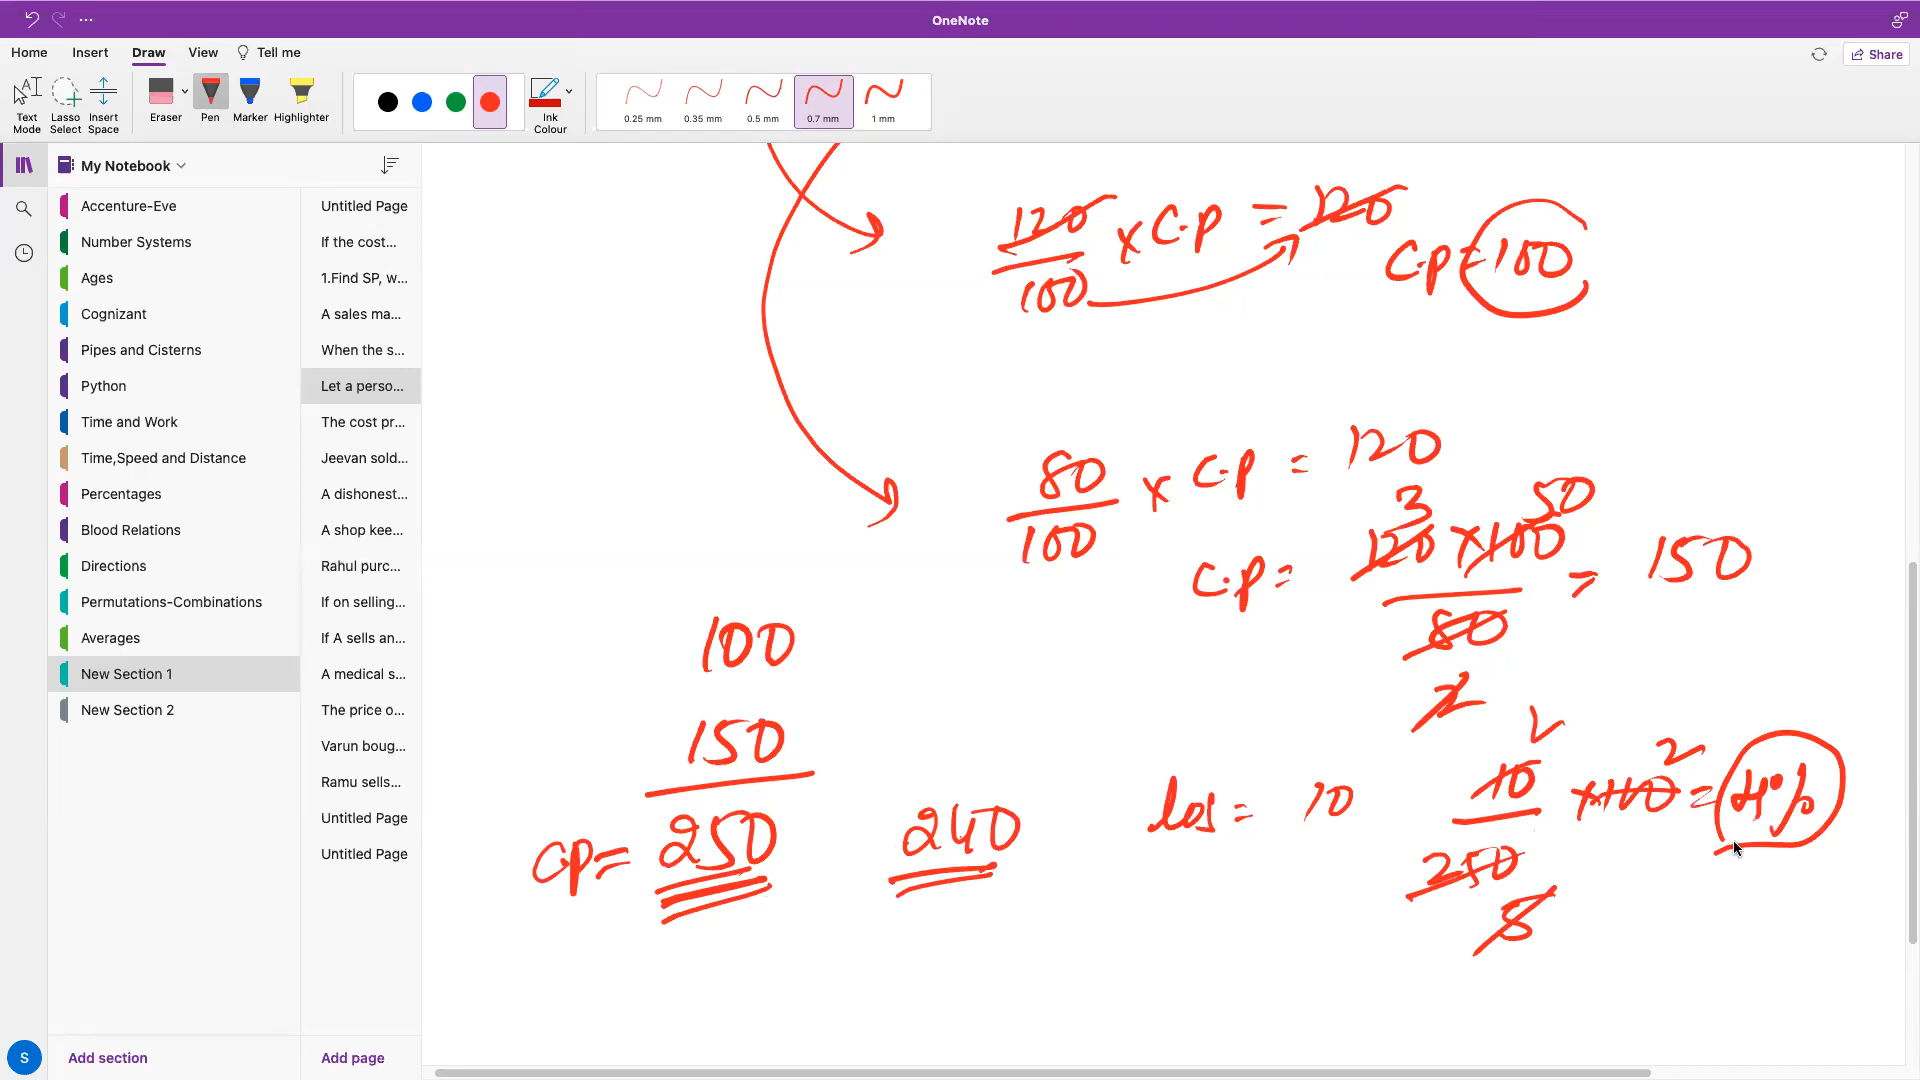 OneNote
Home Insert Draw View Tell me
Share
Text Mode
Lasso Select
Insert Space
Eraser
Pen
Marker
Highlighter
Ink Colour
0.25 mm
0.35 mm
0.5 mm
0.7 mm
1 mm
My Notebook
Accenture-Eve
Number Systems
Ages
Cognizant
Pipes and Cisterns
Python
Time and Work
Time,Speed and Distance
Percentages
Blood Relations
Directions
Permutations-Combinations
Averages
New Section 1
New Section 2
Add section
S
Untitled Page
If the cost...
1.Find SP, w...
A sales ma...
When the s...
Let a perso...
The cost pr...
Jeevan sold...
A dishonest...
A shop kee...
Rahul purc...
If on selling...
If A sells an...
A medical s...
The price o...
Varun boug...
Ramu sells...
Untitled Page
Untitled Page
Add page
120/100 x C.P = 120
C.P = 100
80/100 x C.P = 120
3 50
C.P = 120 x 100 / 80 = 150
2
100
150
CP = 250
240
los = 10
10/250 x 100 = 4%
2
5